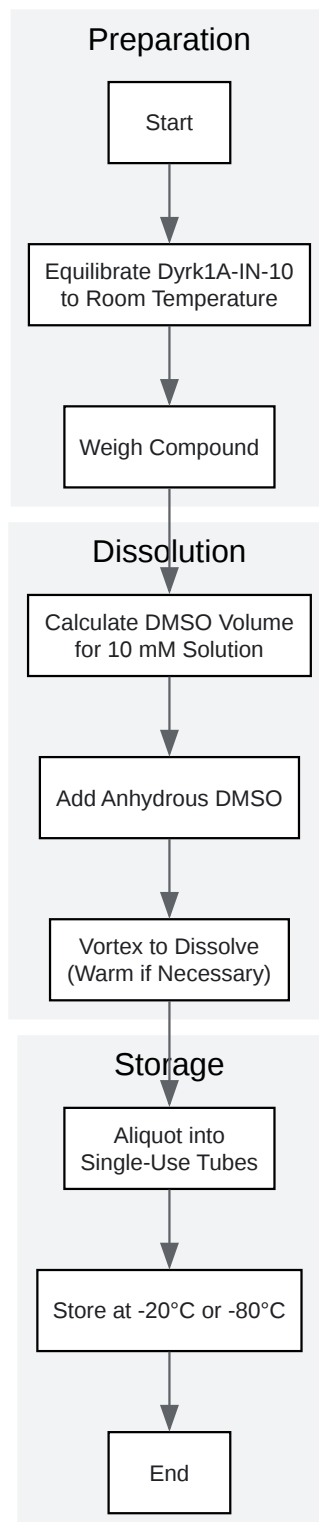 Preparation
Start
Equilibrate Dyrk1A-IN-10
to Room Temperature
Weigh Compound
Dissolution
Calculate DMSO Volume
for 10 mM Solution
Add Anhydrous DMSO
Vortex to Dissolve
(Warm if Necessary)
Storage
Aliquot into
Single-Use Tubes
Store at -20°C or -80°C
End